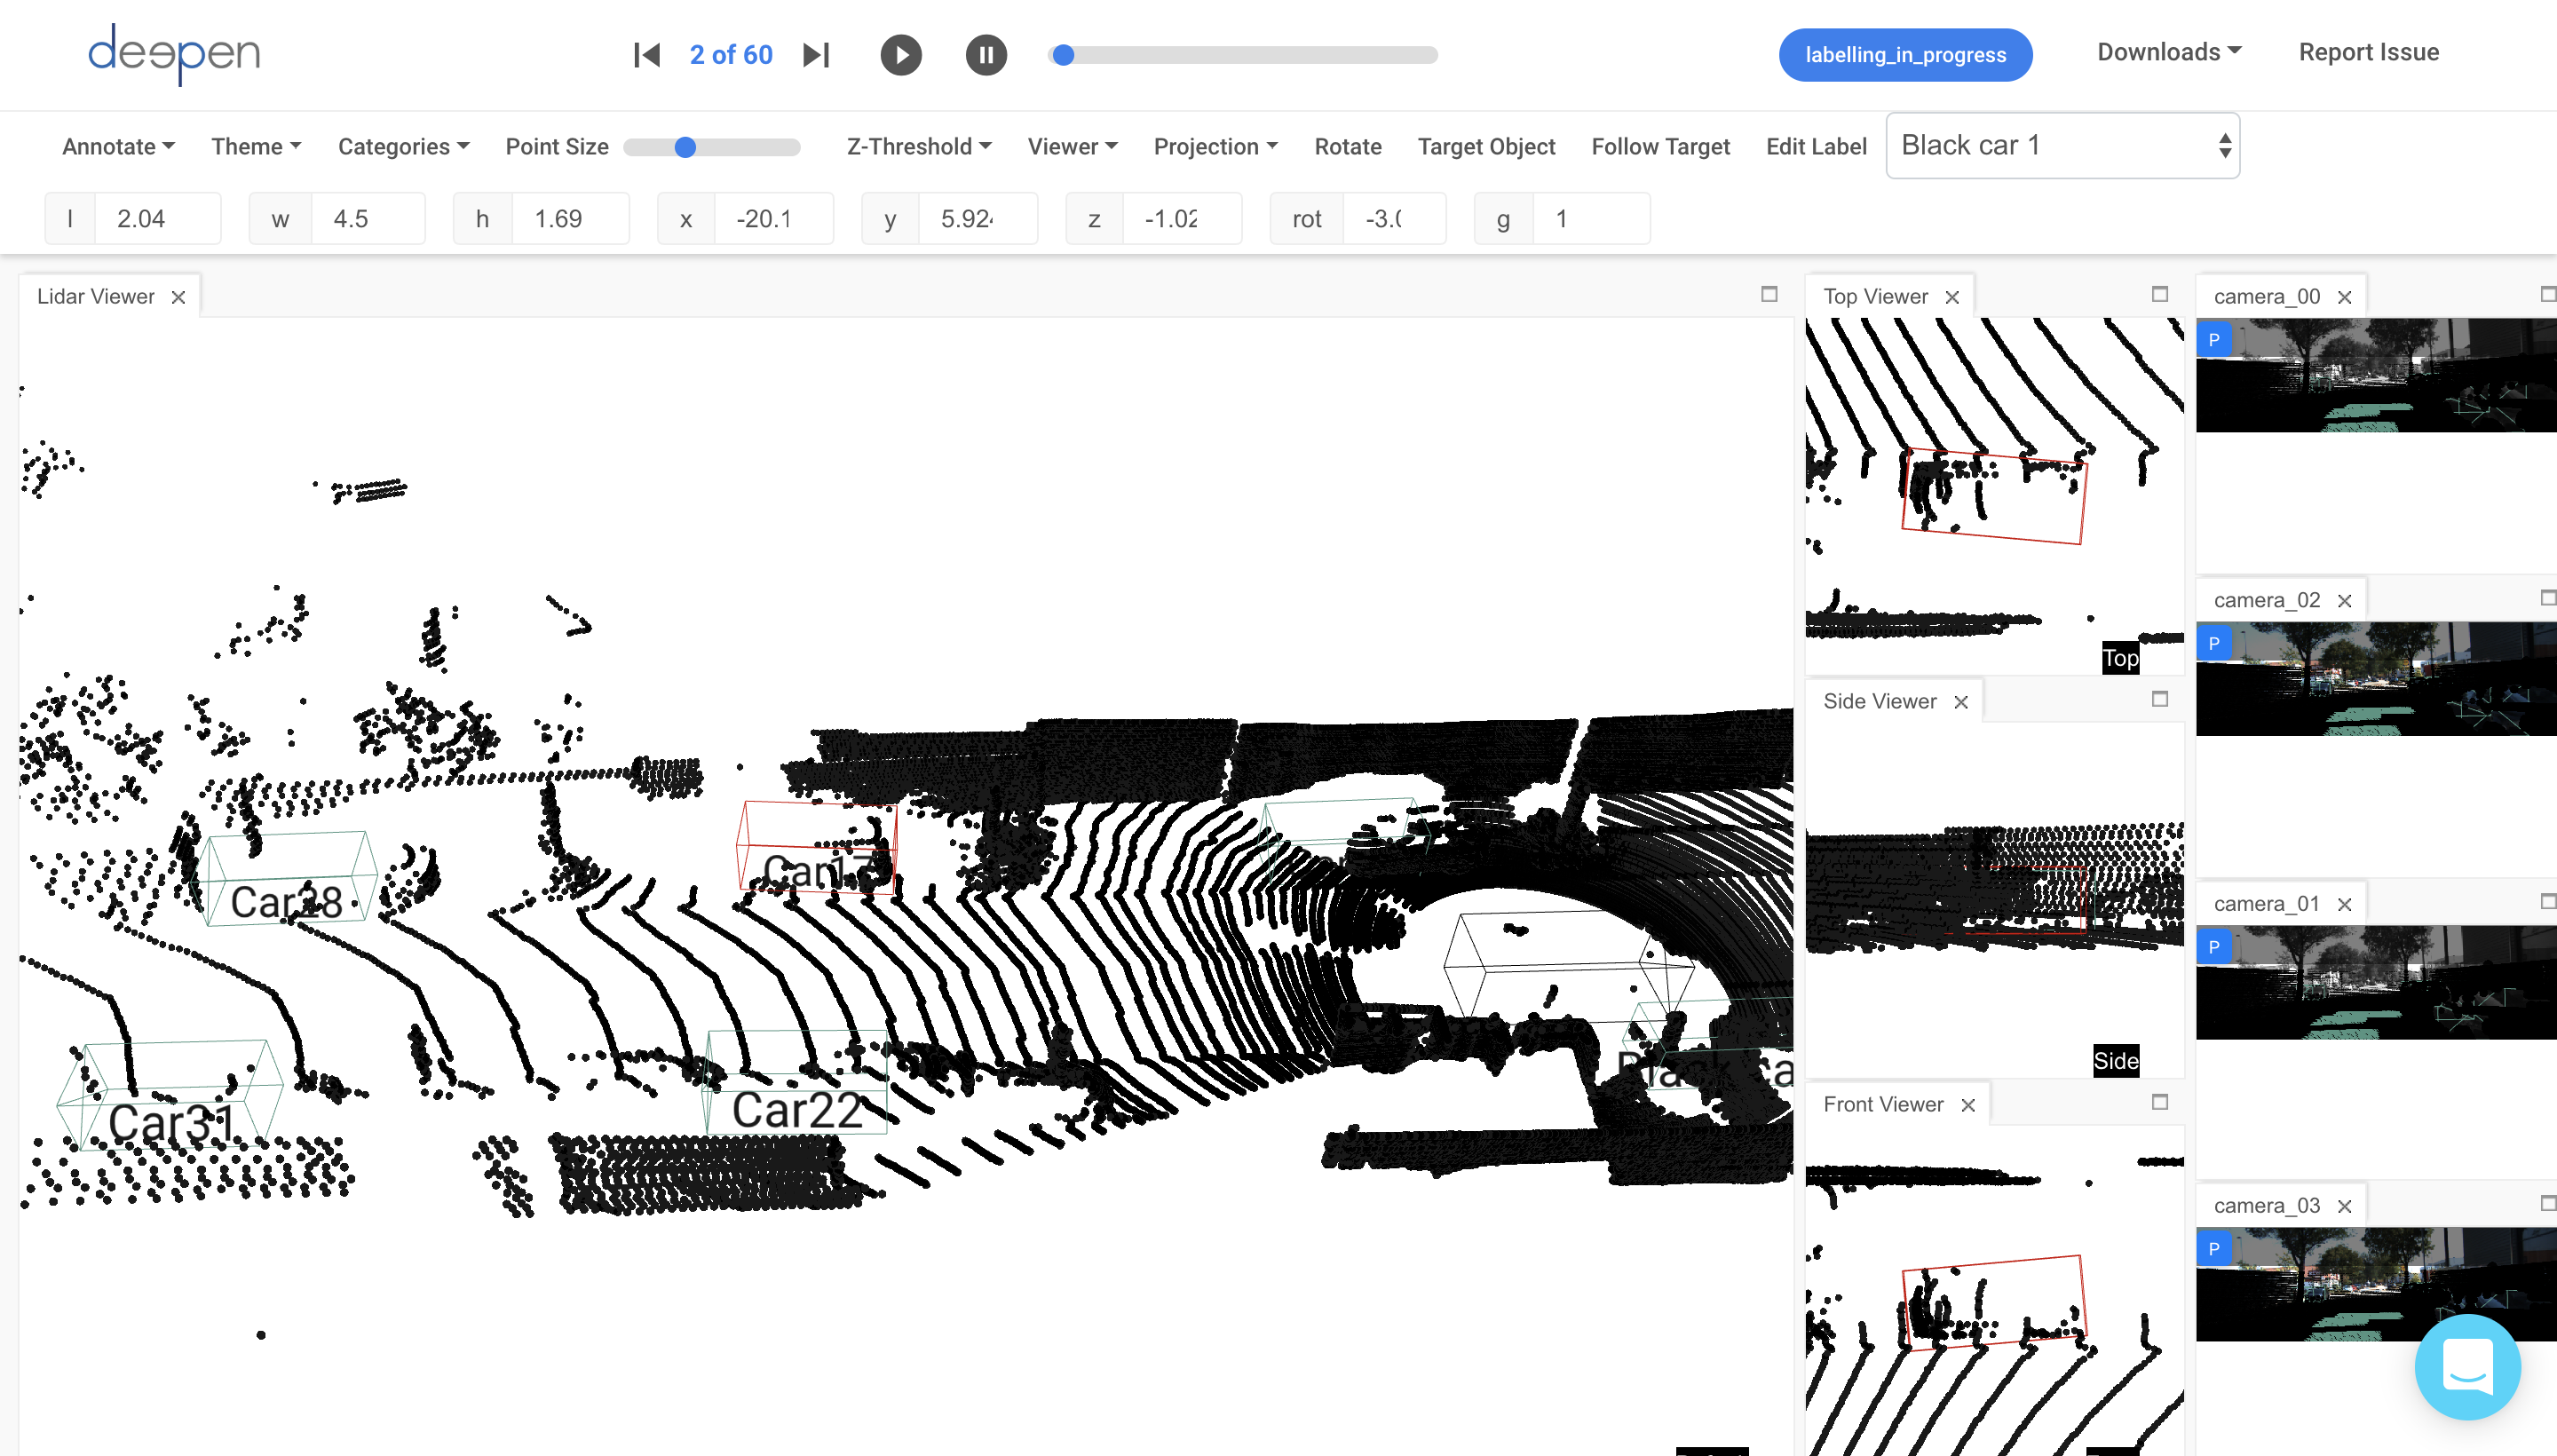 deepen
2 of 60
labelling_in_progress
Downloads
Report Issue
Annotate
Theme
Categories
Point Size
Z-Threshold
Viewer
Projection
Rotate
Target Object
Follow Target
Edit Label
Black car 1
l 2.04
w 4.5
h 1.69
x -20.1
y 5.92
z -1.02
rot -3.0
g 1
Lidar Viewer
Car17
Car28
Car31
Car22
Black ca
Top Viewer
Top
Side Viewer
Side
Front Viewer
camera_00
P
camera_02
P
camera_01
P
camera_03
P